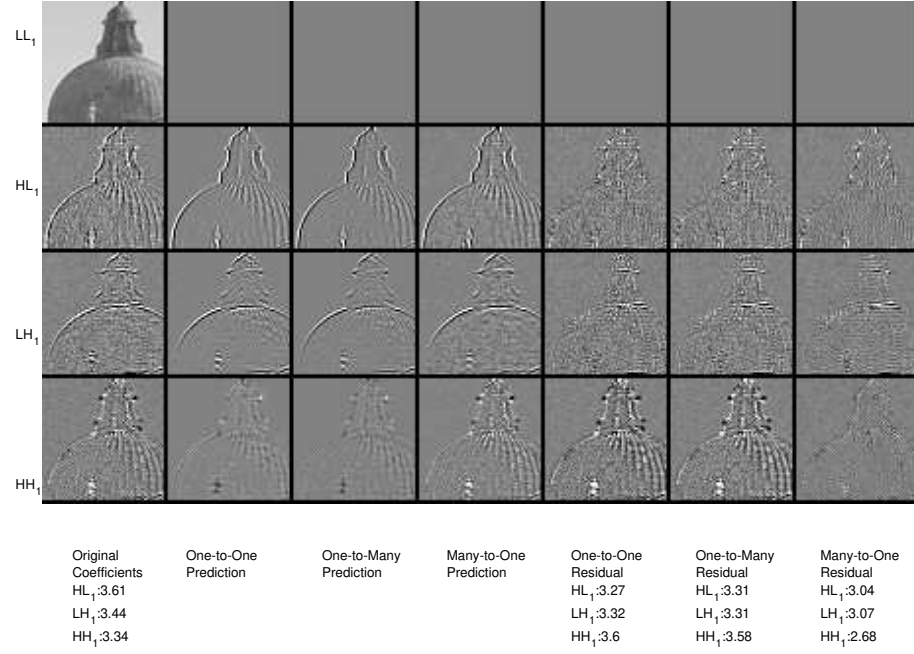 LL1
HL1
LH1
HH1
Original Coefficients
HL1:3.61
LH1:3.44
HH1:3.34
One-to-One Prediction
One-to-Many Prediction
Many-to-One Prediction
One-to-One Residual
HL1:3.27
LH1:3.32
HH1:3.6
One-to-Many Residual
HL1:3.31
LH1:3.31
HH1:3.58
Many-to-One Residual
HL1:3.04
LH1:3.07
HH1:2.68